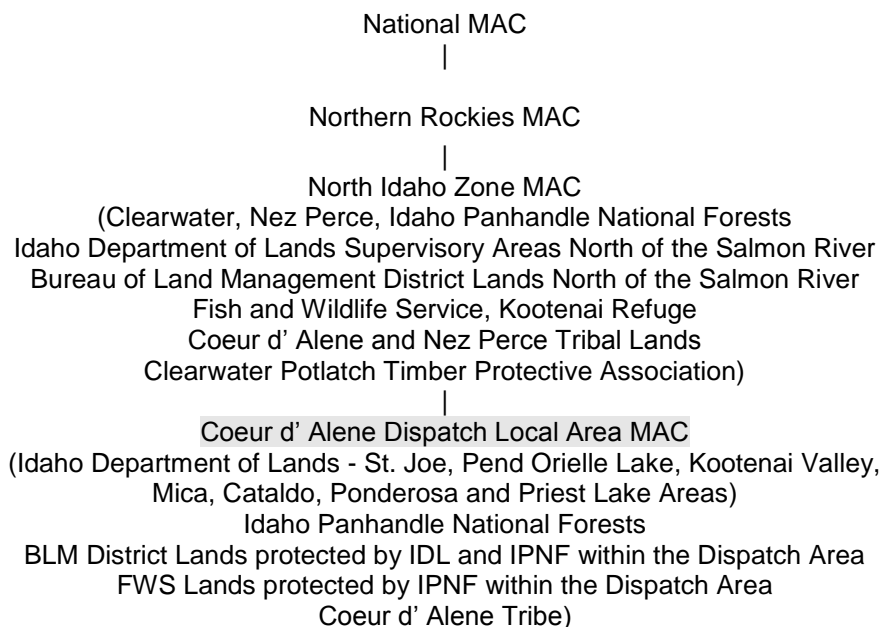 National MAC
|
Northern Rockies MAC
|
North Idaho Zone MAC
(Clearwater, Nez Perce, Idaho Panhandle National Forests
Idaho Department of Lands Supervisory Areas North of the Salmon River
Bureau of Land Management District Lands North of the Salmon River
Fish and Wildlife Service, Kootenai Refuge
Coeur d’ Alene and Nez Perce Tribal Lands
Clearwater Potlatch Timber Protective Association)
|
Coeur d’ Alene Dispatch Local Area MAC
(Idaho Department of Lands - St. Joe, Pend Orielle Lake, Kootenai Valley,
Mica, Cataldo, Ponderosa and Priest Lake Areas)
Idaho Panhandle National Forests
BLM District Lands protected by IDL and IPNF within the Dispatch Area
FWS Lands protected by IPNF within the Dispatch Area
Coeur d’ Alene Tribe)